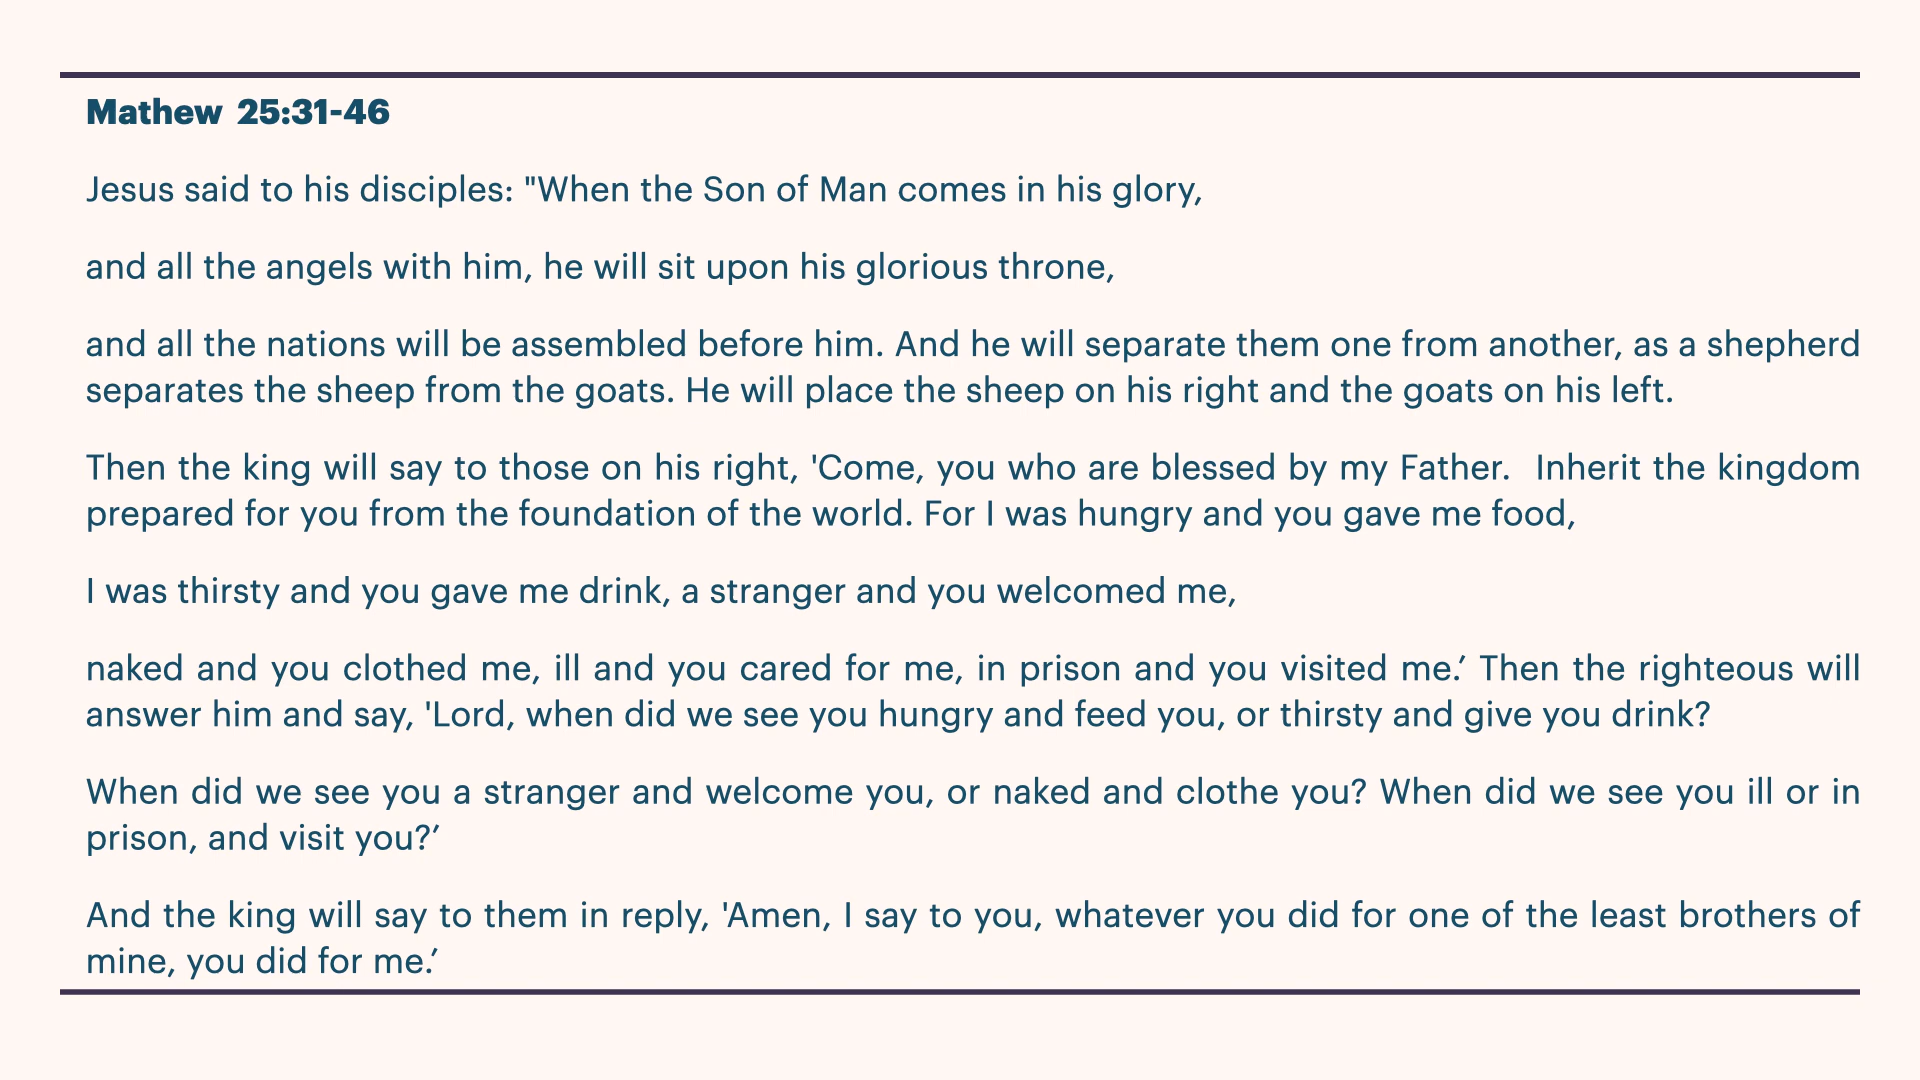 Mathew 25:31-46
Jesus said to his disciples: "When the Son of Man comes in his glory,
and all the angels with him, he will sit upon his glorious throne,
and all the nations will be assembled before him. And he will separate them one from another, as a shepherd
separates the sheep from the goats. He will place the sheep on his right and the goats on his left.
Then the king will say to those on his right, 'Come, you who are blessed by my Father.  Inherit the kingdom
prepared for you from the foundation of the world. For I was hungry and you gave me food,
I was thirsty and you gave me drink, a stranger and you welcomed me,
naked and you clothed me, ill and you cared for me, in prison and you visited me.’ Then the righteous will
answer him and say, 'Lord, when did we see you hungry and feed you, or thirsty and give you drink?
When did we see you a stranger and welcome you, or naked and clothe you? When did we see you ill or in
prison, and visit you?’
And the king will say to them in reply, 'Amen, I say to you, whatever you did for one of the least brothers of
mine, you did for me.’